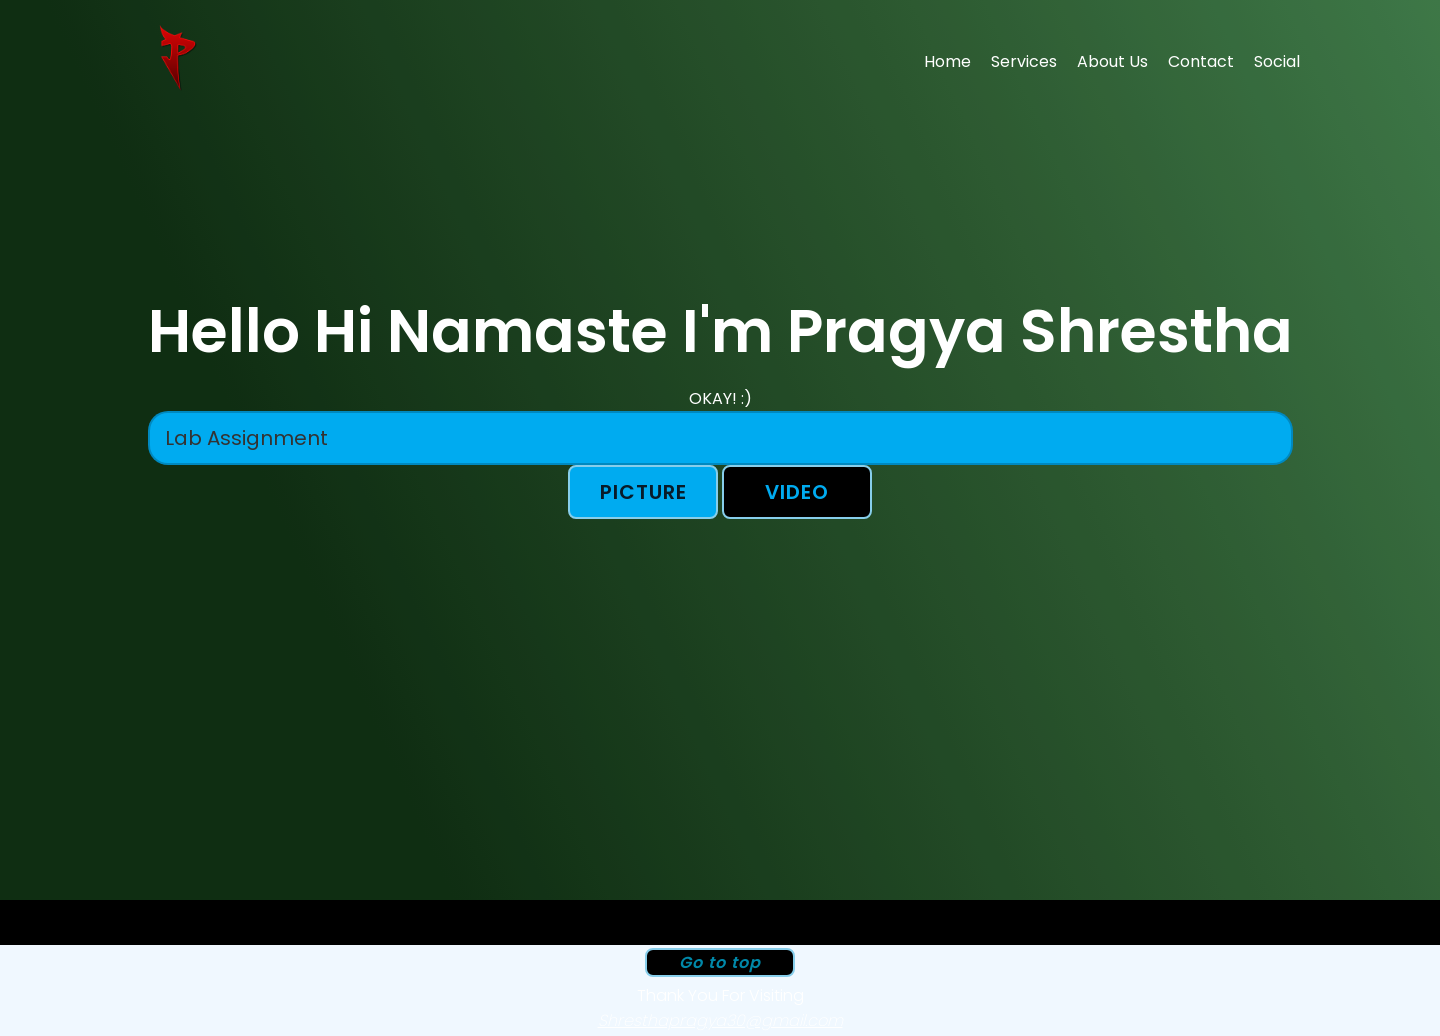 Home Services About Us Contact Social
Hello Hi Namaste I'm Pragya Shrestha
OKAY! :)
Lab Assignment
PICTURE VIDEO
Go to top
Thank You For Visiting